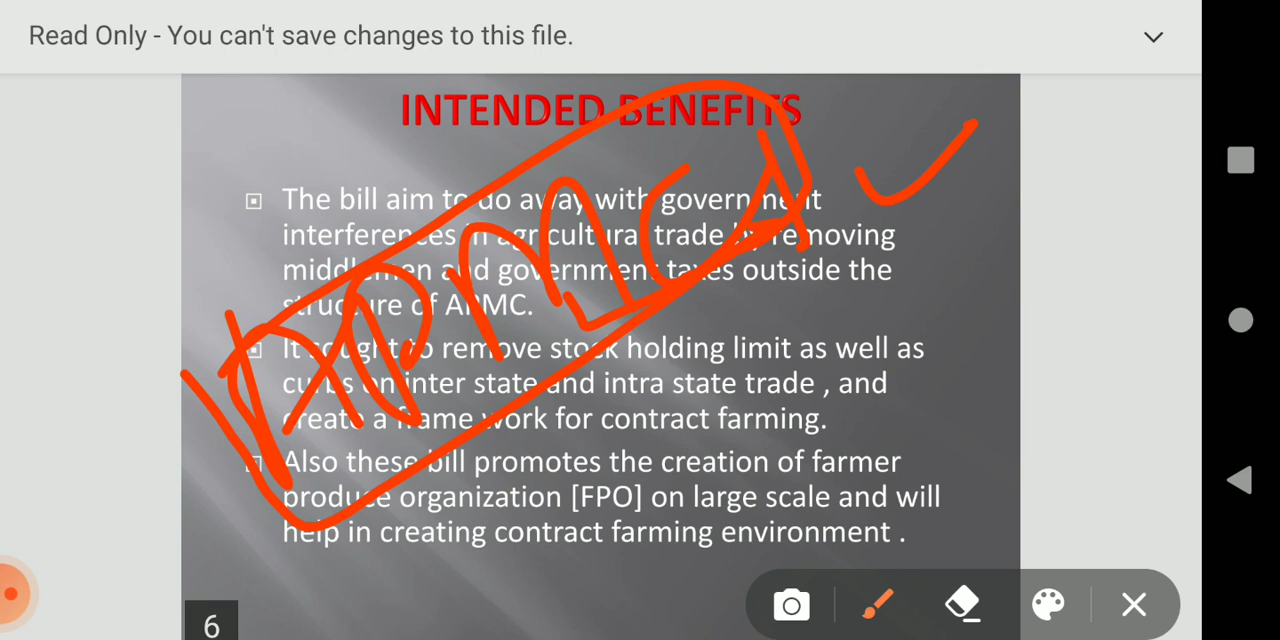 Read Only - You can't save changes to this file.
INTENDED BENEFITS
The bill aim to do away with government
interferences in agricultural trade by removing
middlemen and government taxes outside the
structure of APMC.
It sought to remove stock holding limit as well as
curbs on inter state and intra state trade , and
create a frame work for contract farming.
Also these bill promotes the creation of farmer
produce organization [FPO] on large scale and will
help in creating contract farming environment .
6